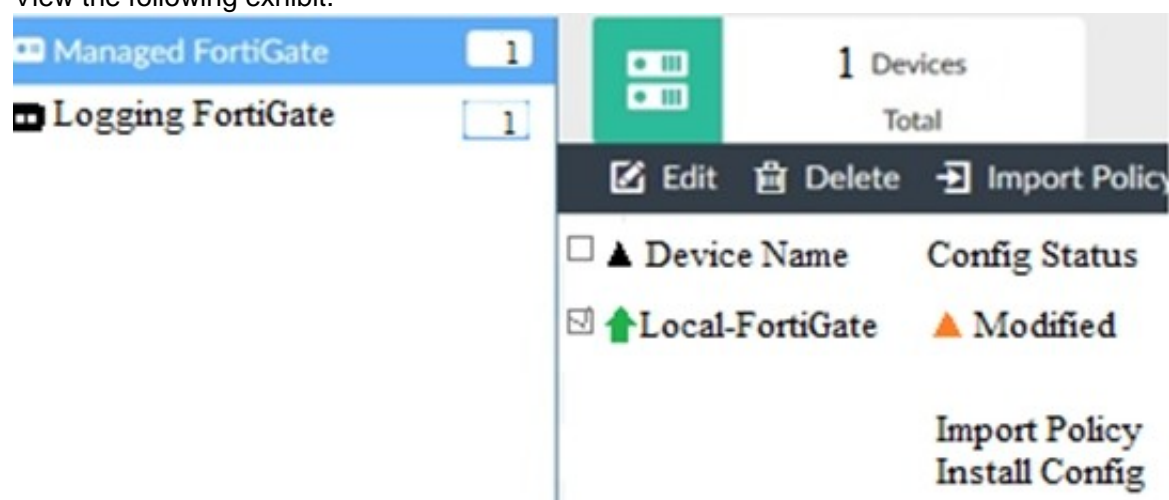 View the following exhibit.
Managed FortiGate 1
Logging FortiGate 1
1 Devices
Total
Edit Delete Import Policy
Device Name Config Status
Local-FortiGate Modified
Import Policy
Install Config